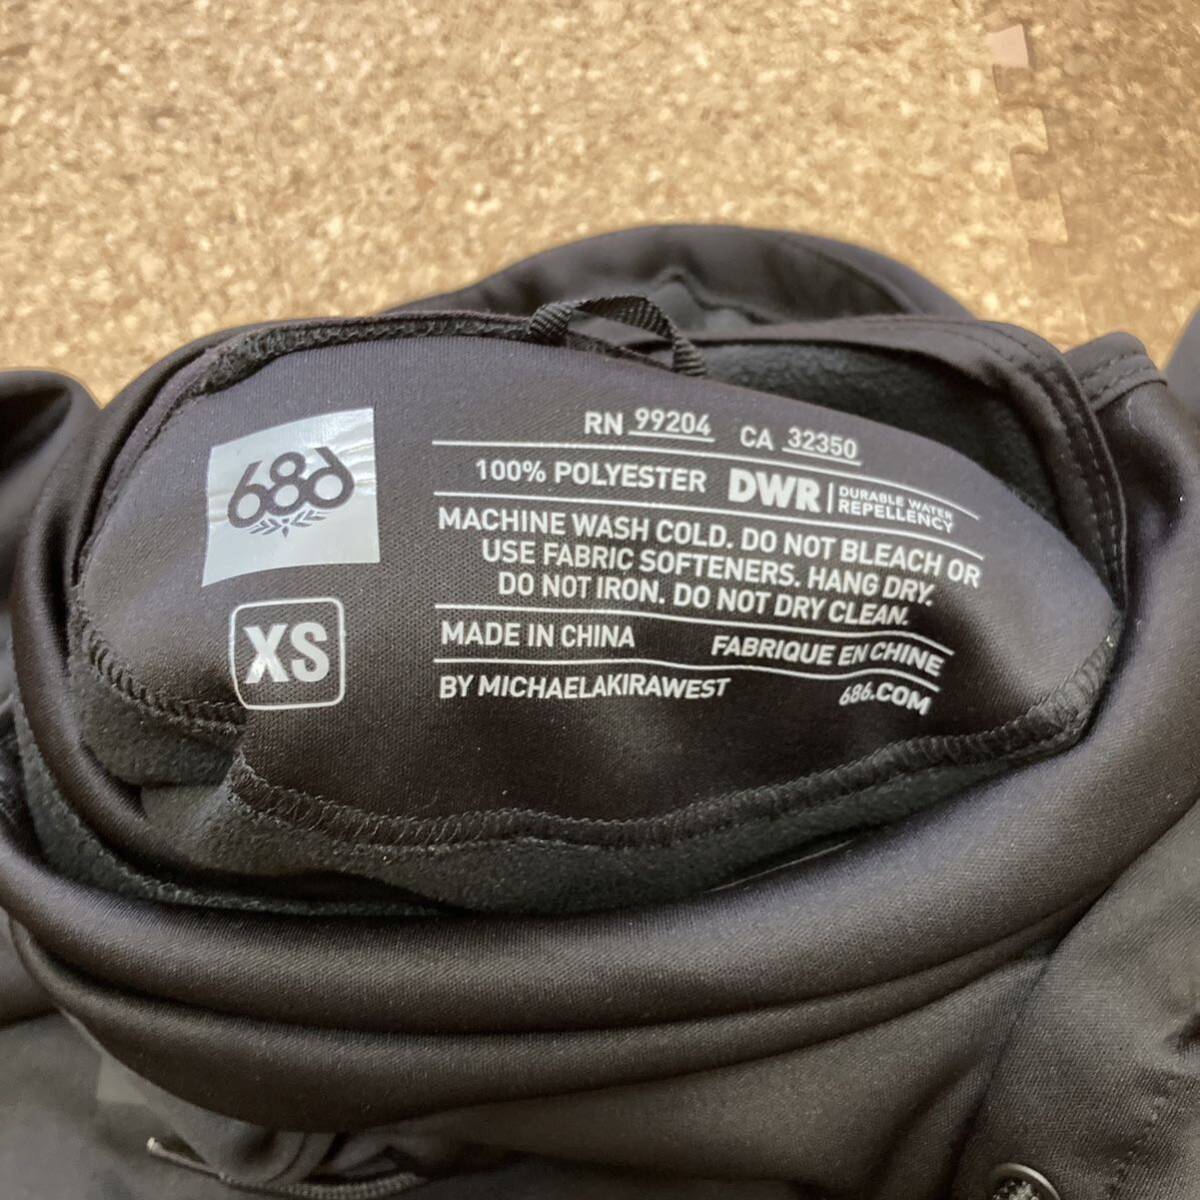 686
XS
RN 99204 CA 32350
100% POLYESTER DWR | DURABLE WATER REPELLENCY
MACHINE WASH COLD. DO NOT BLEACH OR
USE FABRIC SOFTENERS. HANG DRY.
DO NOT IRON. DO NOT DRY CLEAN.
MADE IN CHINA FABRIQUE EN CHINE
BY MICHAELAKIRAWEST 686.COM